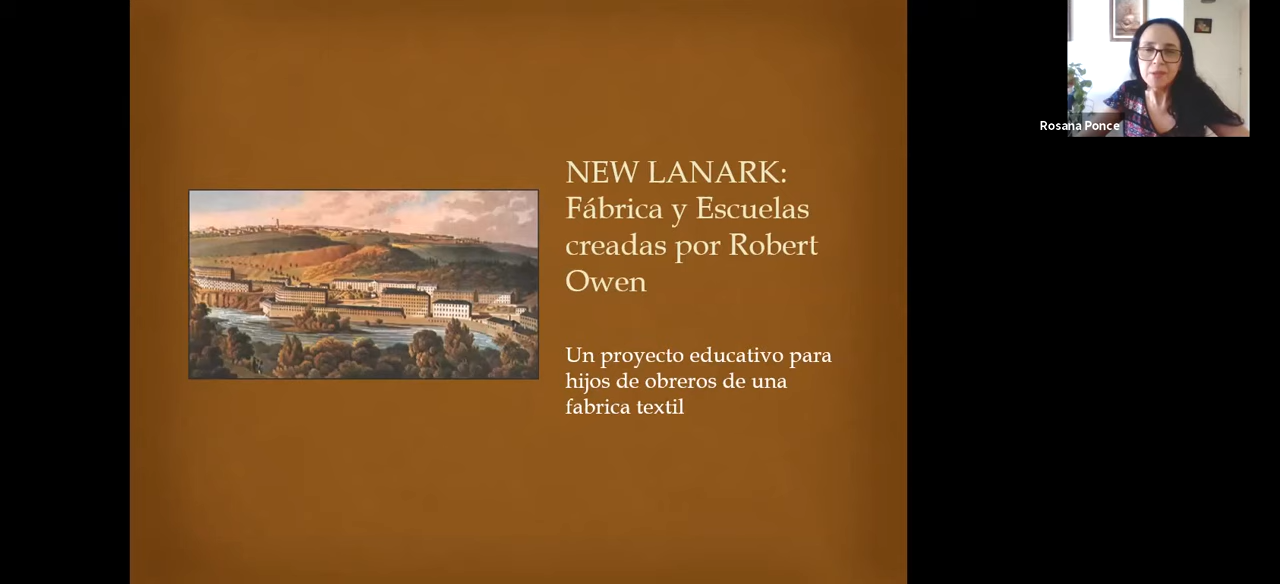 NEW LANARK:
Fábrica y Escuelas
creadas por Robert
Owen
Un proyecto educativo para
hijos de obreros de una
fabrica textil
Rosana Ponce